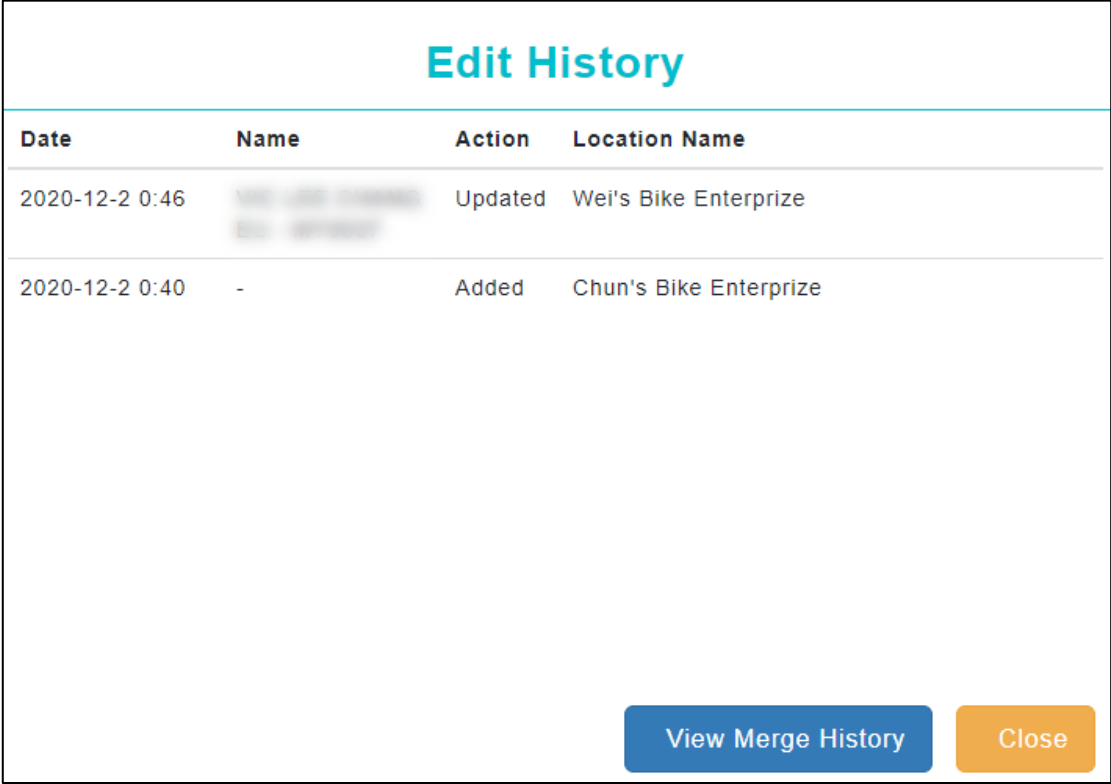 Edit History
Date Name Action Location Name
2020-12-2 0:46 Updated Wei's Bike Enterprize
2020-12-2 0:40 - Added Chun's Bike Enterprize
View Merge History Close